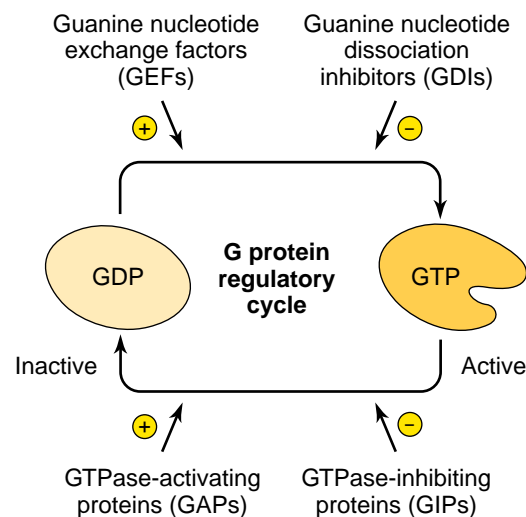 Guanine nucleotide
exchange factors
(GEFs)
Guanine nucleotide
dissociation
inhibitors (GDIs)
+
−
GDP
G protein
regulatory
cycle
GTP
Inactive
Active
+
−
GTPase-activating
proteins (GAPs)
GTPase-inhibiting
proteins (GIPs)